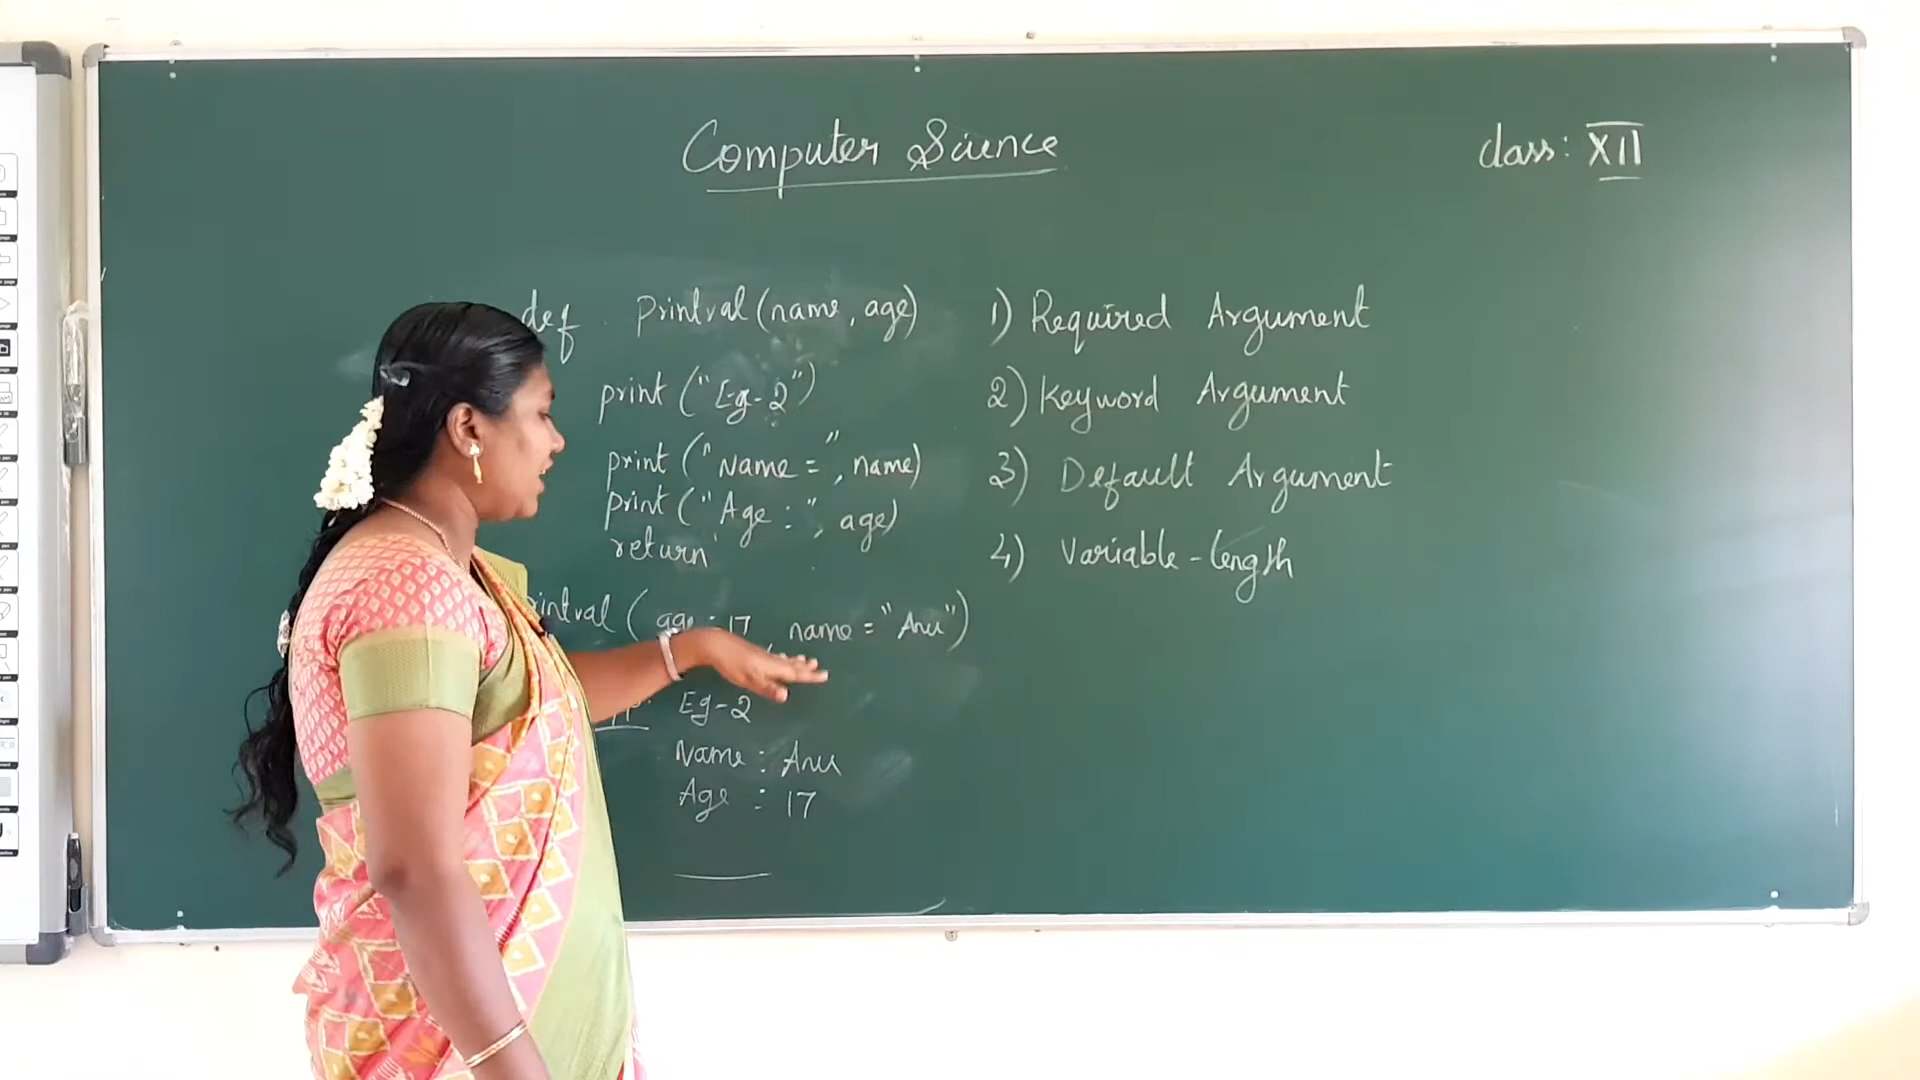 Computer Science
class: XII
def printval (name, age)
print ("Eg-2")
print ("Name =", name)
print ("Age :", age)
return
printval ( age = 17, name = "Anu")
Eg-2
Name : Anu
Age : 17
1) Required Argument
2) Keyword Argument
3) Default Argument
4) Variable-length